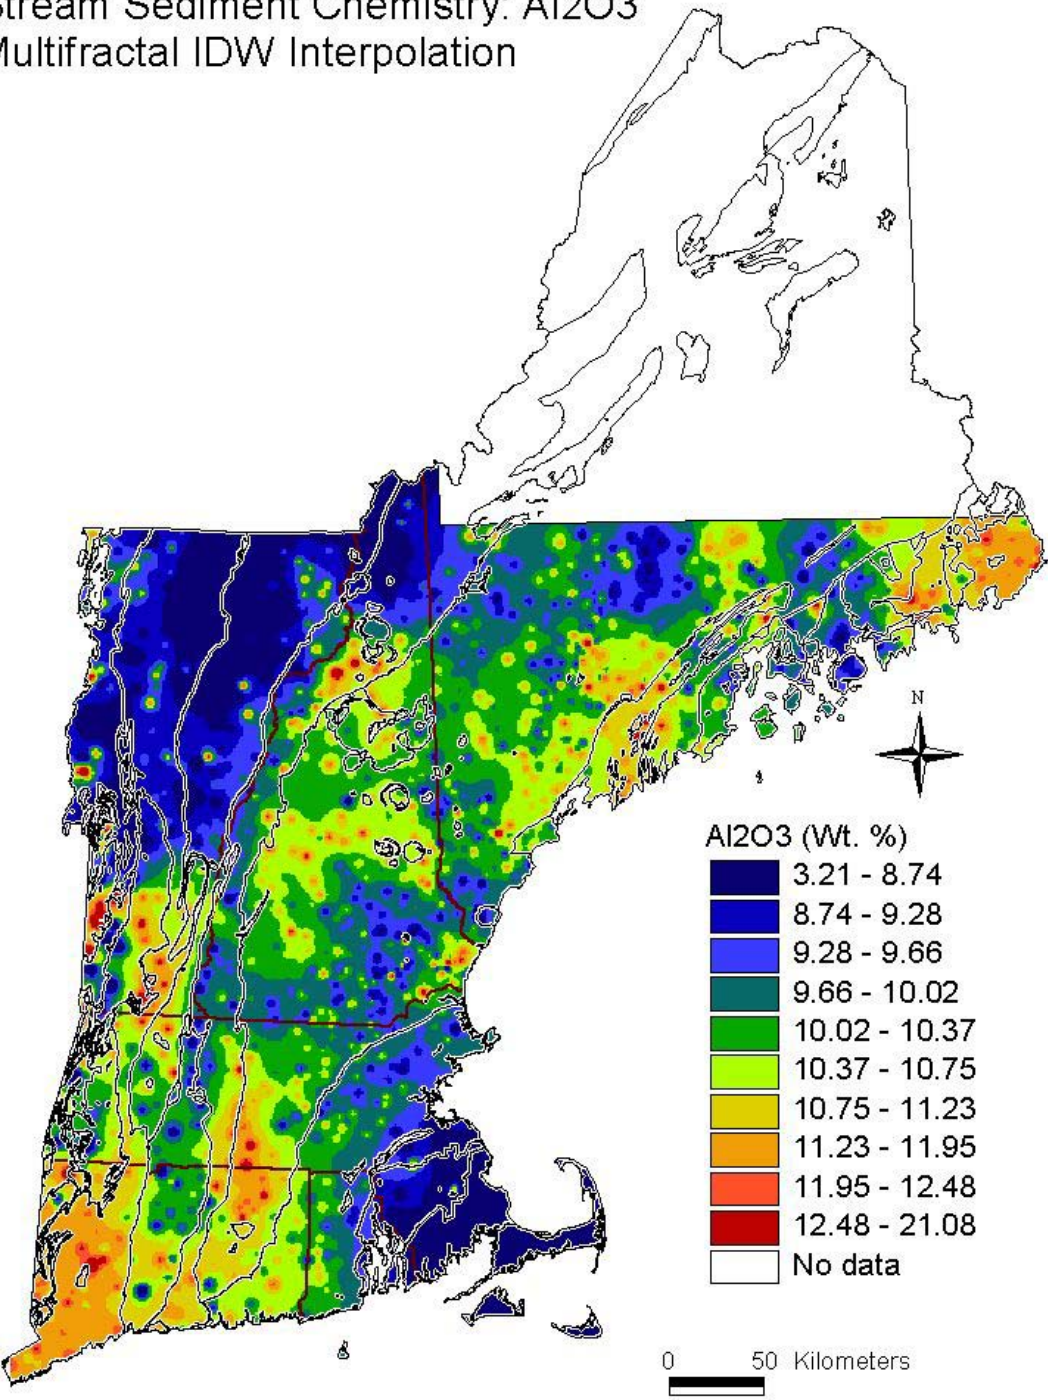 Stream Sediment Chemistry: Al2O3
Multifractal IDW Interpolation
N
Al2O3 (Wt. %)
3.21 - 8.74
8.74 - 9.28
9.28 - 9.66
9.66 - 10.02
10.02 - 10.37
10.37 - 10.75
10.75 - 11.23
11.23 - 11.95
11.95 - 12.48
12.48 - 21.08
No data
0 50 Kilometers